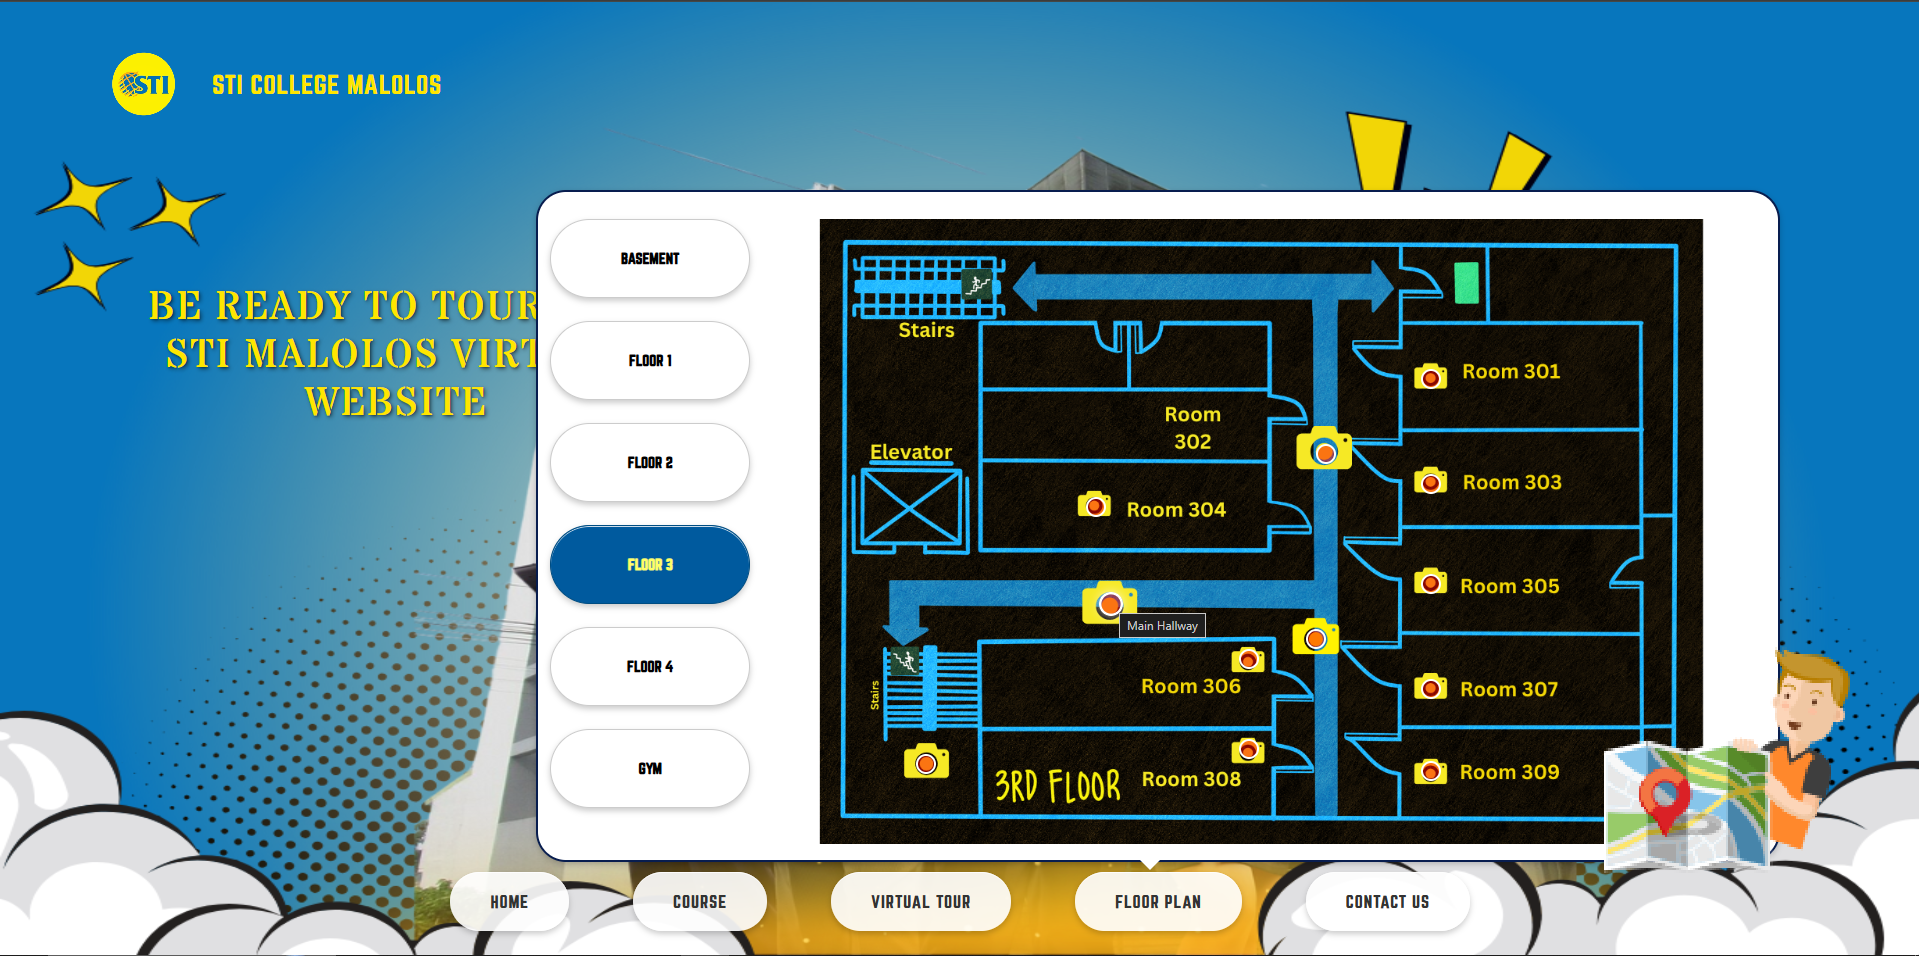 STI
STI COLLEGE MALOLOS
BE READY TO TOUR
STI MALOLOS VIRT
WEBSITE
BASEMENT
FLOOR 1
FLOOR 2
FLOOR 3
FLOOR 4
GYM
Stairs
Room 301
Room
302
Elevator
Room 303
Room 304
Room 305
Main Hallway
Stairs
Room 306
Room 307
3RD FLOOR
Room 308
Room 309
HOME
COURSE
VIRTUAL TOUR
FLOOR PLAN
CONTACT US